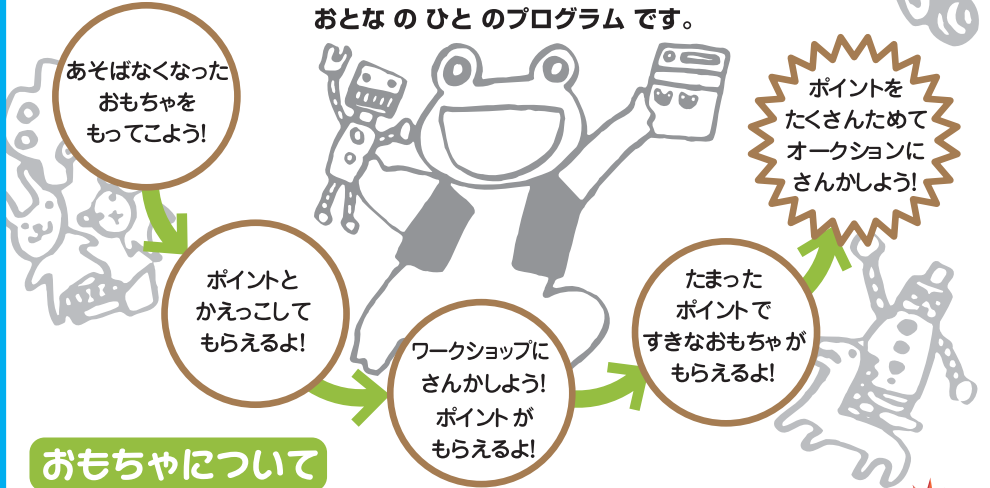 おとな の ひと のプログラム です。
あそばなくなった
おもちゃを
もってこよう!
ポイントと
かえっこして
もらえるよ!
ワークショップに
さんかしよう!
ポイント が
もらえるよ!
たまった
ポイントで
すきなおもちゃ が
もらえるよ!
ポイントを
たくさんためて
オークションに
さんかしよう!
おもちゃについて